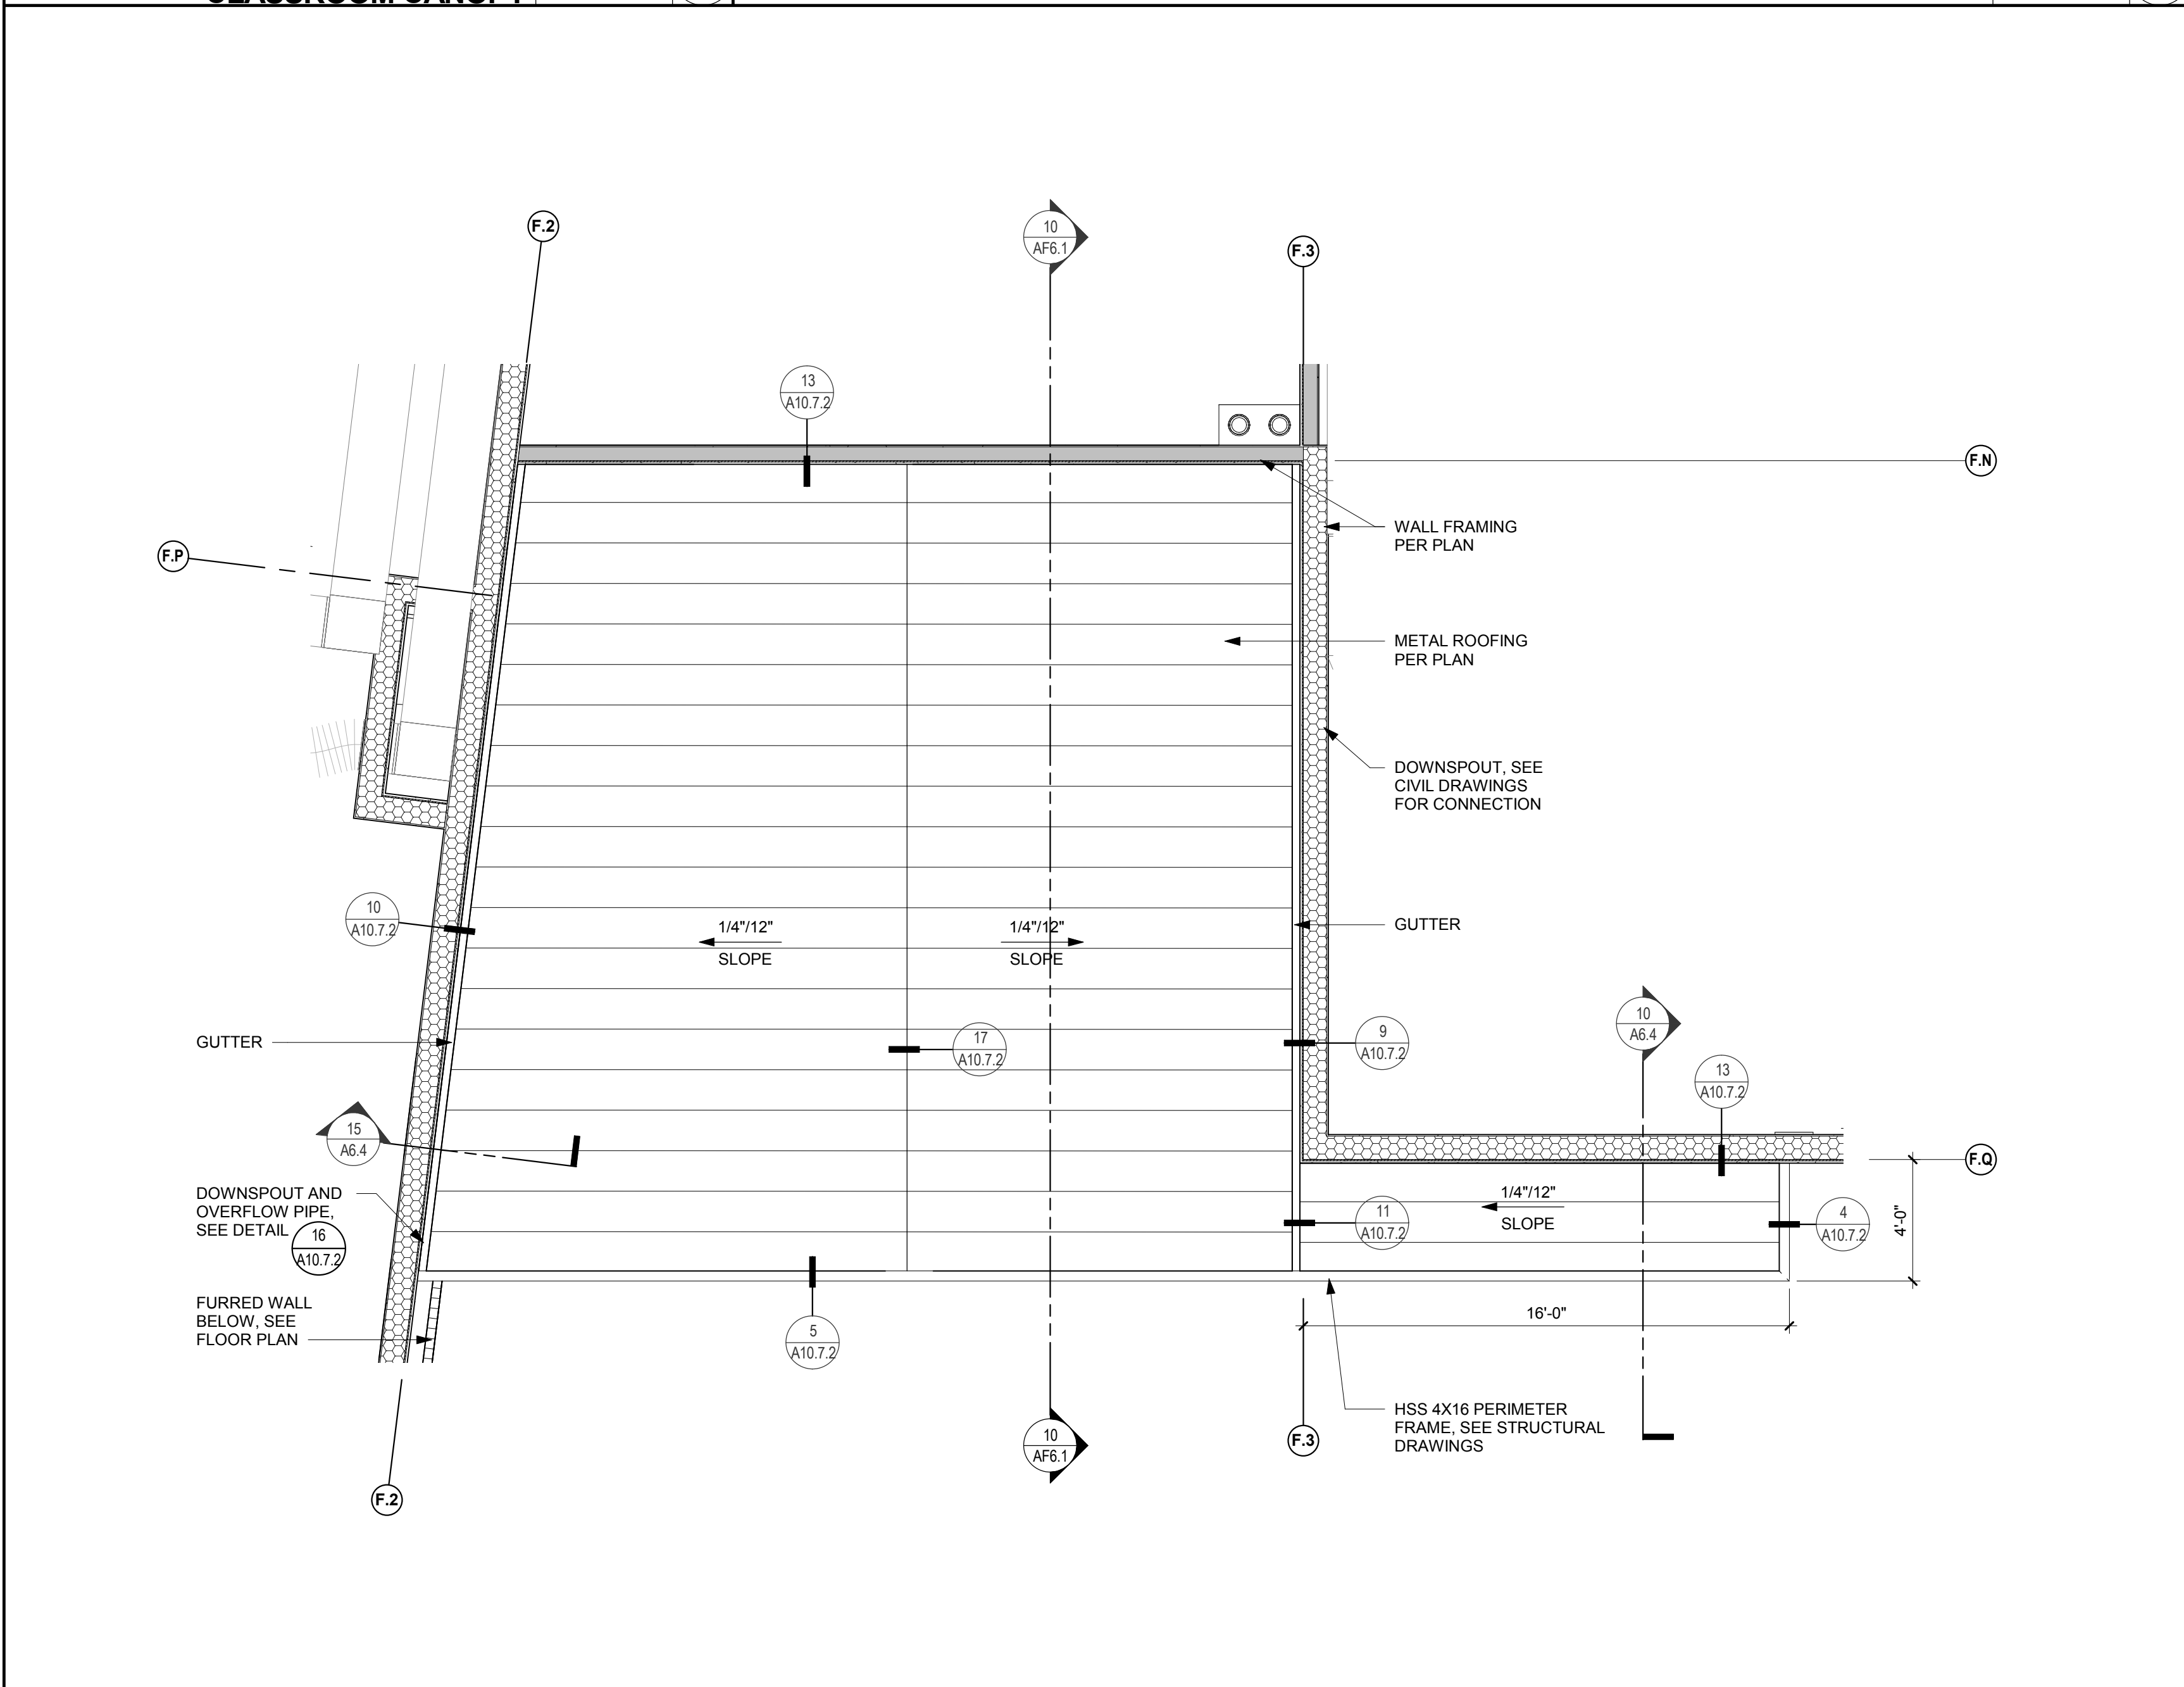 F.2
10
AF6.1
F.3
13
A10.7.2
F.N
WALL FRAMING
PER PLAN
F.P
METAL ROOFING
PER PLAN
DOWNSPOUT, SEE
CIVIL DRAWINGS
FOR CONNECTION
10
A10.7.2
1/4"/12"
SLOPE
1/4"/12"
SLOPE
GUTTER
GUTTER
17
A10.7.2
9
A10.7.2
10
A6.4
13
A10.7.2
15
A6.4
F.Q
DOWNSPOUT AND
OVERFLOW PIPE,
SEE DETAIL
16
A10.7.2
11
A10.7.2
1/4"/12"
SLOPE
4
A10.7.2
4'-0"
FURRED WALL
BELOW, SEE
FLOOR PLAN
5
A10.7.2
16'-0"
HSS 4X16 PERIMETER
FRAME, SEE STRUCTURAL
DRAWINGS
10
AF6.1
F.3
F.2